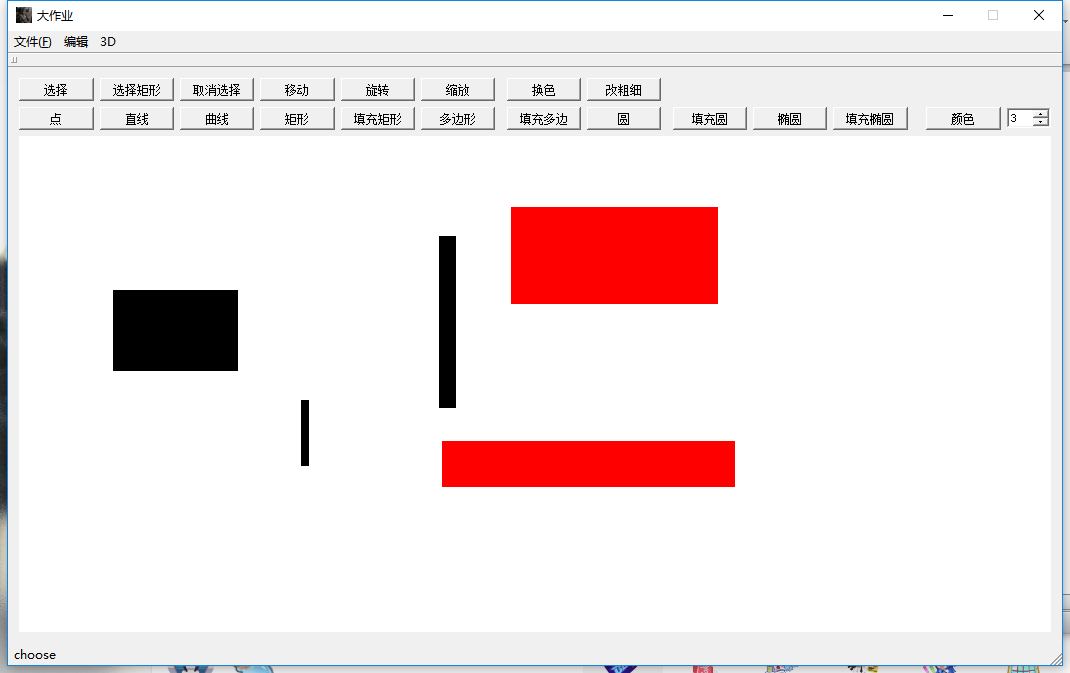 大作业
文件(F) 编辑 3D
选择 选择矩形 取消选择 移动 旋转 缩放 换色 改粗细
点 直线 曲线 矩形 填充矩形 多边形 填充多边 圆 填充圆 椭圆 填充椭圆 颜色 3
choose